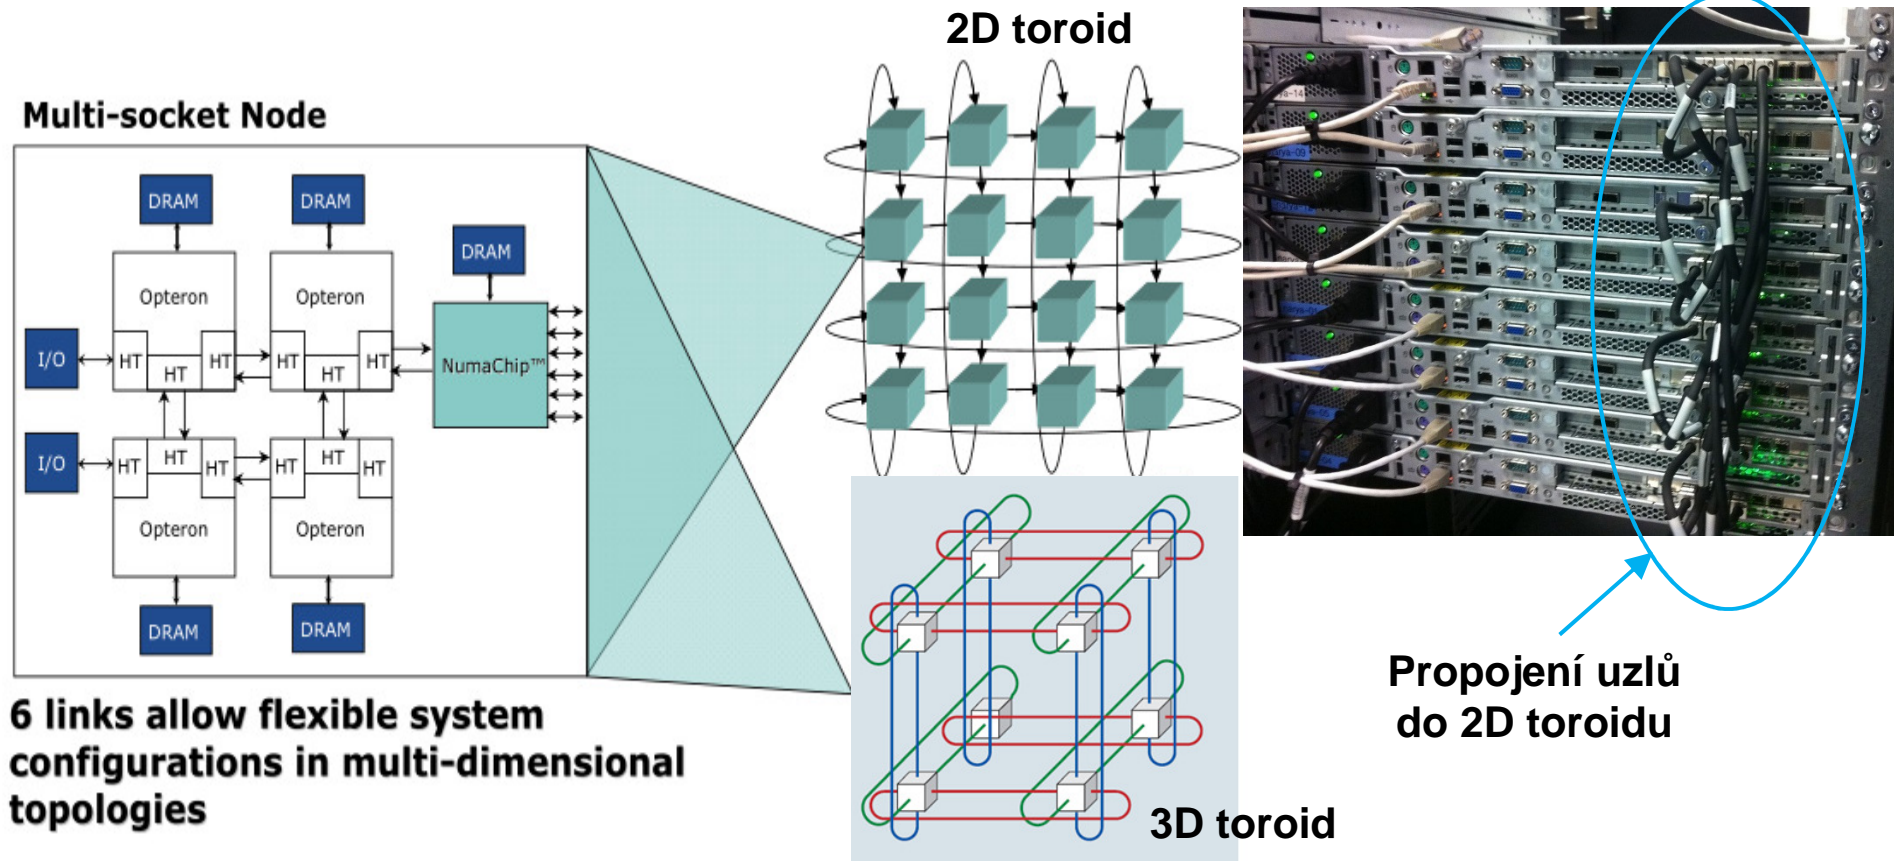 2D toroid
Multi-socket Node
DRAM
DRAM
DRAM
Opteron
Opteron
I/O
HT
HT
HT
HT
HT
HT
NumaChip™
I/O
HT
HT
HT
HT
HT
HT
Opteron
Opteron
DRAM
DRAM
6 links allow flexible system
configurations in multi-dimensional
topologies
3D toroid
Propojení uzlů
do 2D toroidu